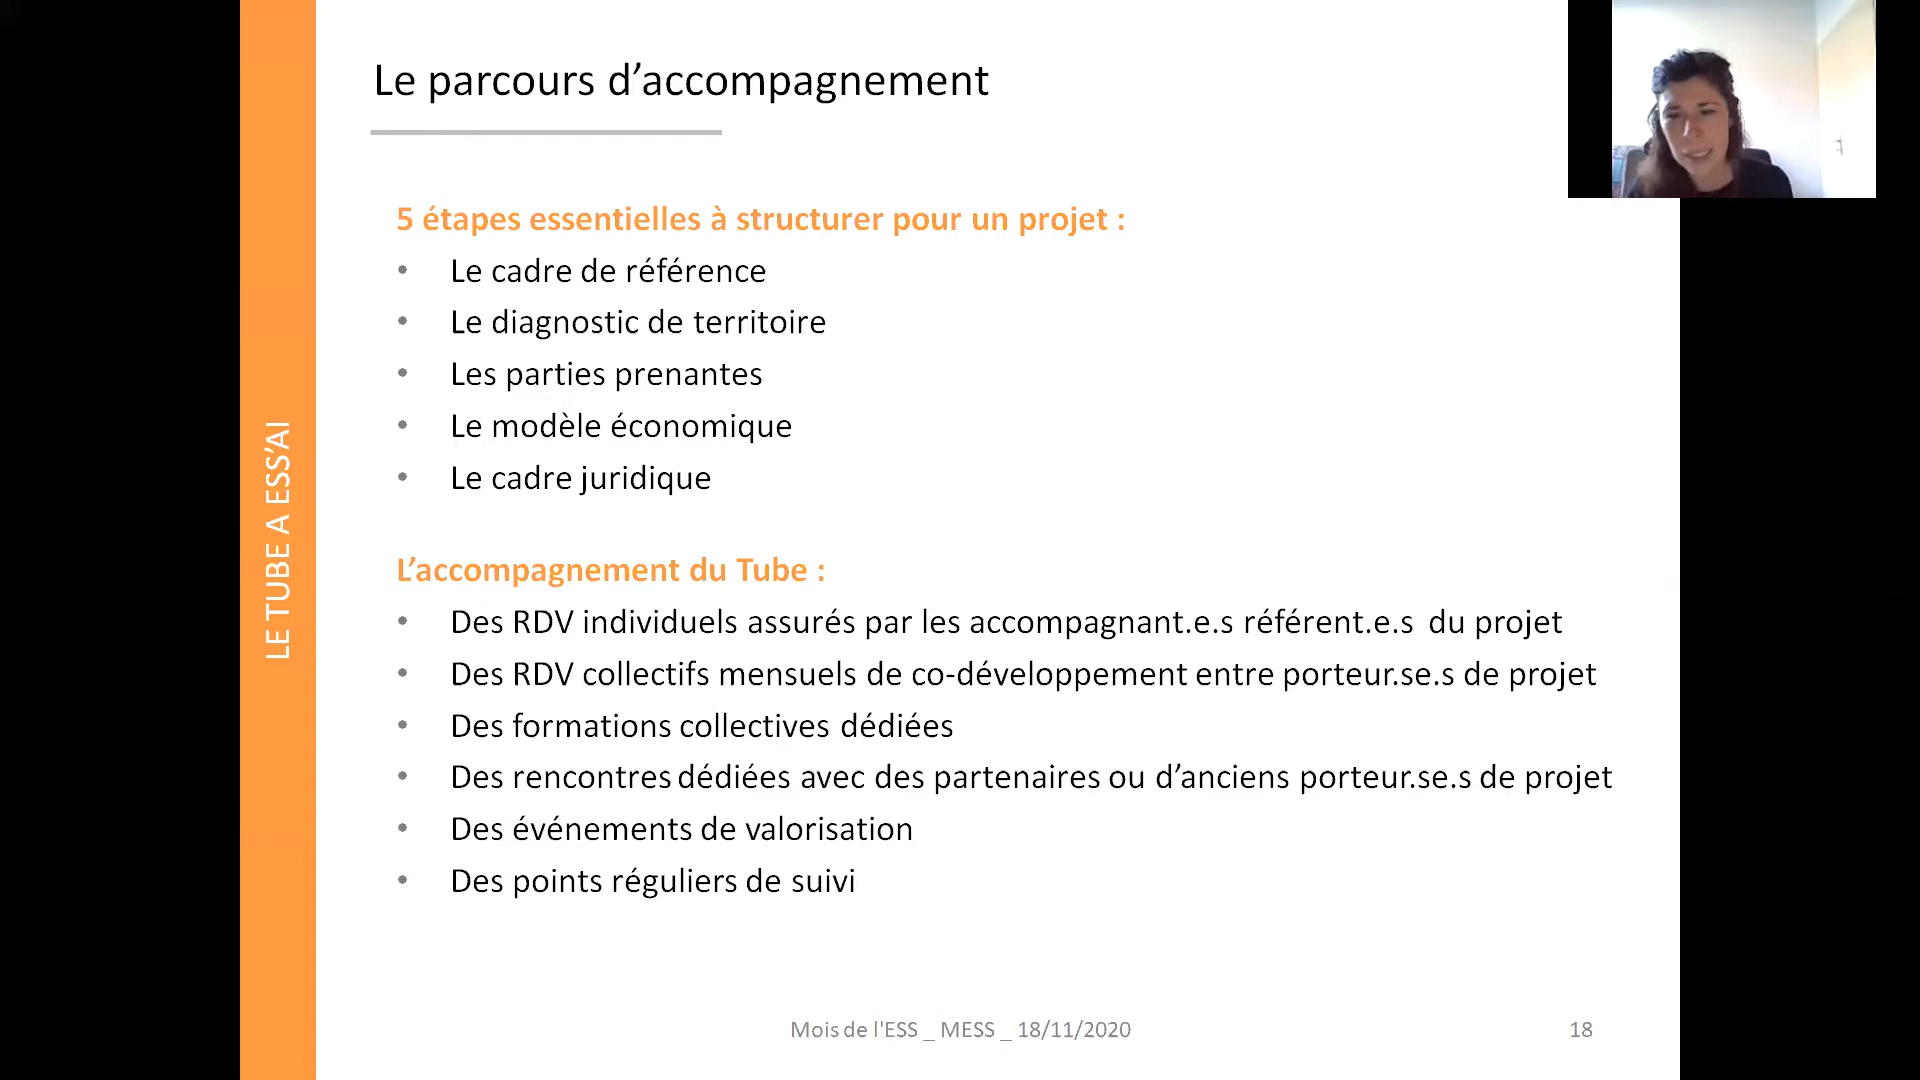 Le parcours d’accompagnement
5 étapes essentielles à structurer pour un projet :
• Le cadre de référence
• Le diagnostic de territoire
• Les parties prenantes
• Le modèle économique
• Le cadre juridique
L’accompagnement du Tube :
• Des RDV individuels assurés par les accompagnant.e.s référent.e.s du projet
• Des RDV collectifs mensuels de co-développement entre porteur.se.s de projet
• Des formations collectives dédiées
• Des rencontres dédiées avec des partenaires ou d’anciens porteur.se.s de projet
• Des événements de valorisation
• Des points réguliers de suivi
LE TUBE A ESS’AI
Mois de l'ESS _ MESS _ 18/11/2020
18